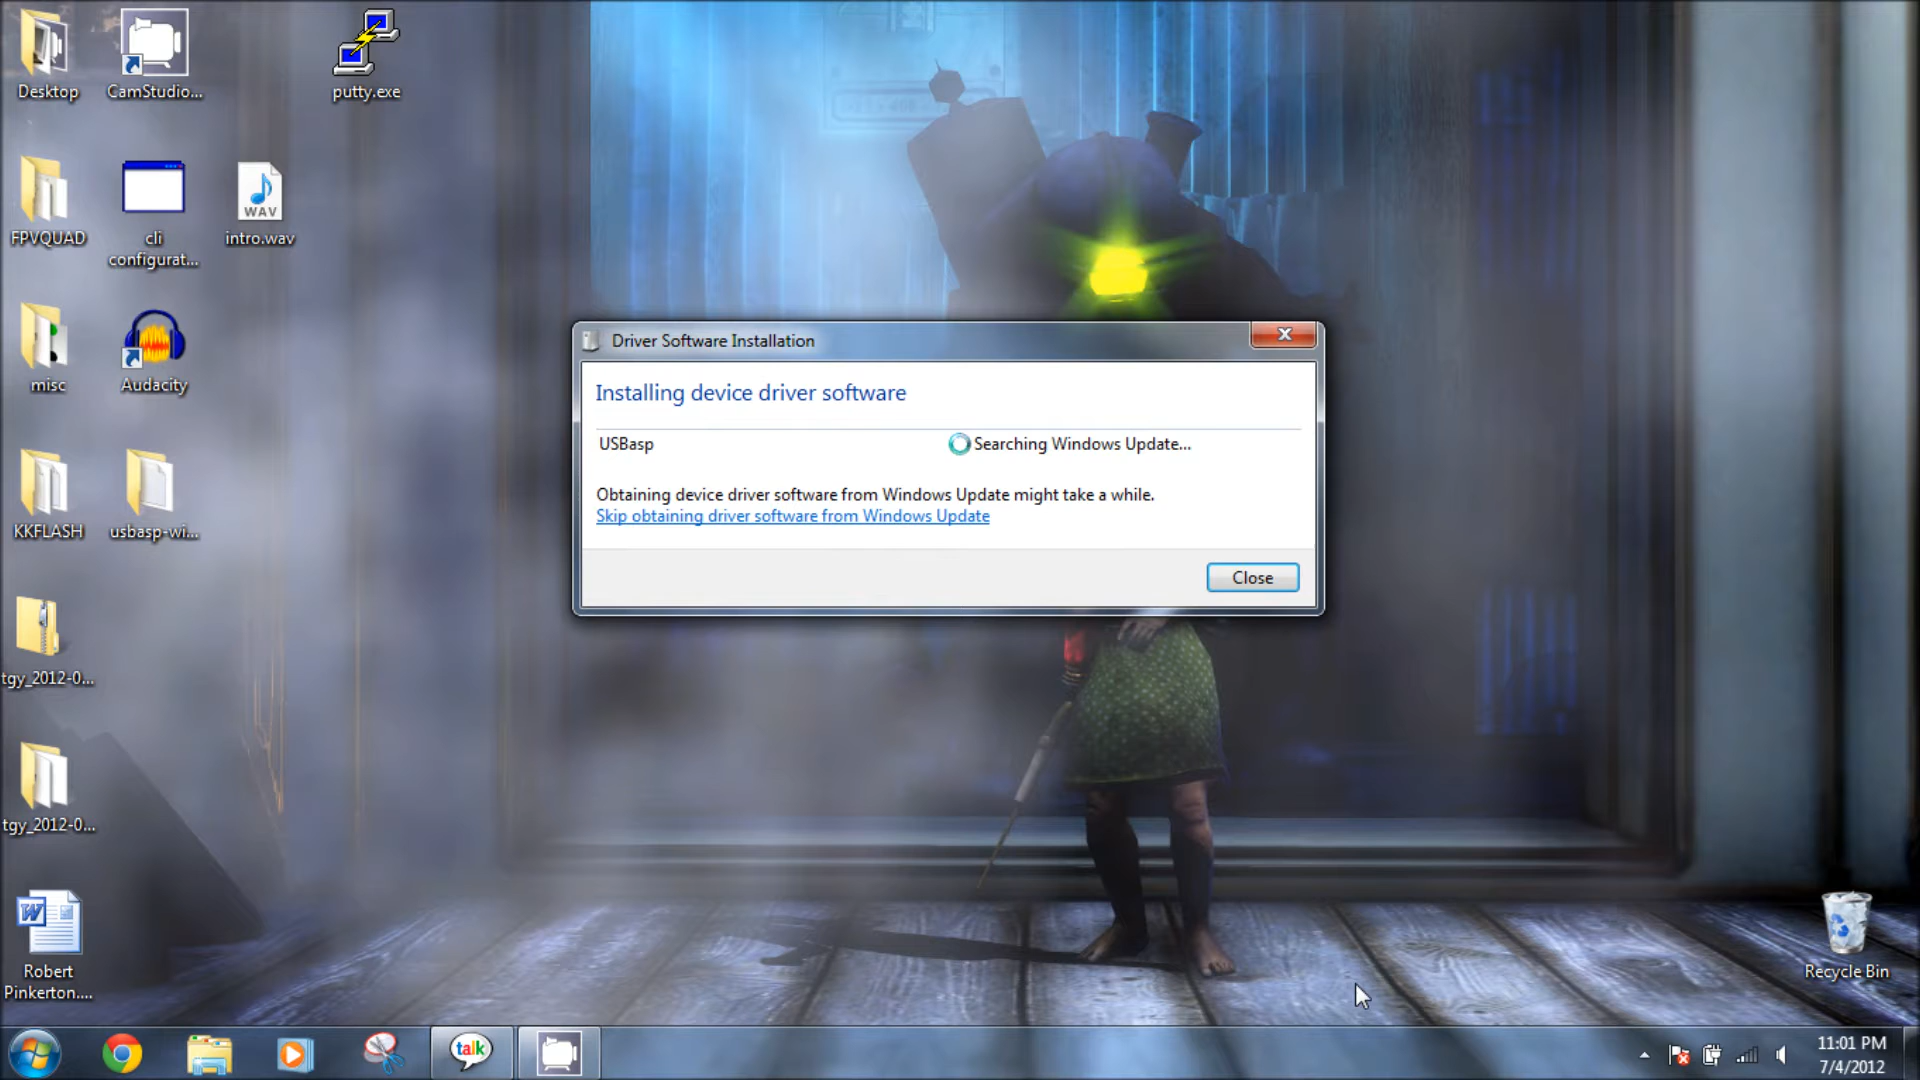 Desktop
CamStudio...
putty.exe
FPVQUAD
cli
configurat...
WAV
intro.wav
misc
Audacity
KKFLASH
usbasp-wi...
tgy_2012-0...
tgy_2012-0...
Robert
Pinkerton....
Driver Software Installation
Installing device driver software
USBasp
Searching Windows Update...
Obtaining device driver software from Windows Update might take a while.
Skip obtaining driver software from Windows Update
Close
Recycle Bin
talk
11:01 PM
7/4/2012